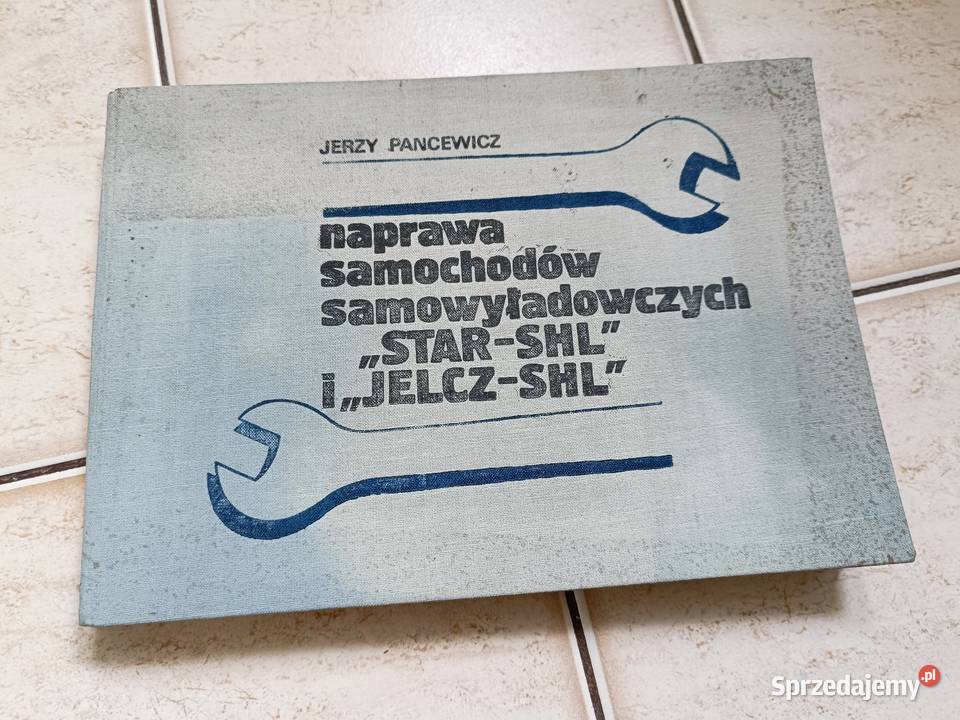 JERZY PANCEWICZ
naprawa
samochodów
samowyładowczych
„STAR-SHL”
i „JELCZ-SHL”
Sprzedajemy.pl